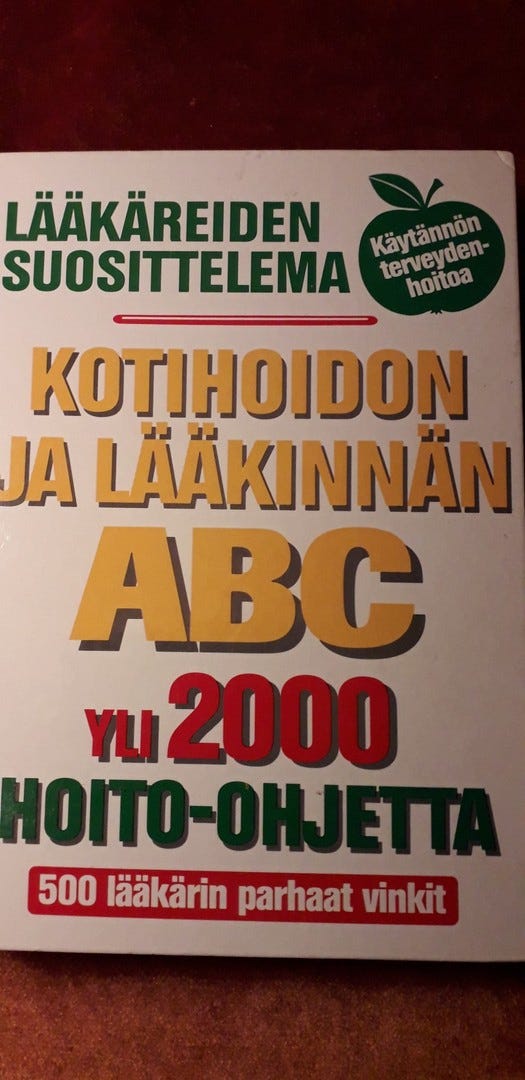 LÄÄKÄREIDEN
SUOSITTELEMA
Käytännön
terveyden-
hoitoa
KOTIHOIDON
JA LÄÄKINNÄN
ABC
YLI 2000
HOITO-OHJETTA
500 lääkärin parhaat vinkit